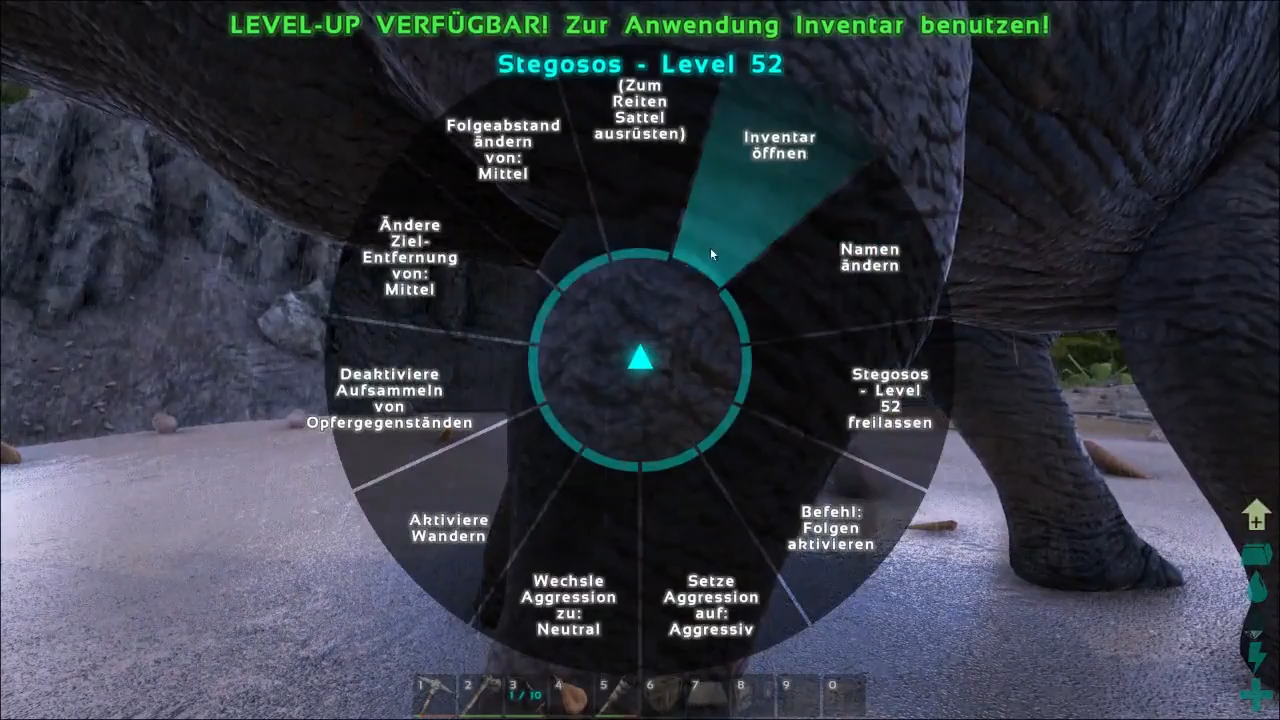 LEVEL-UP VERFÜGBAR! Zur Anwendung Inventar benutzen!
Stegosos - Level 52
(Zum
Reiten
Sattel
ausrüsten)
Inventar
öffnen
Namen
ändern
Stegosos
- Level
52
freilassen
Befehl:
Folgen
aktivieren
Setze
Aggression
auf:
Aggressiv
Wechsle
Aggression
zu:
Neutral
Aktiviere
Wandern
Deaktiviere
Aufsammeln
von
Opfergegenständen
Ändere
Ziel-
Entfernung
von:
Mittel
Folgeabstand
ändern
von:
Mittel
1 2 3 4 5 6 7 8 9 0
1 / 10